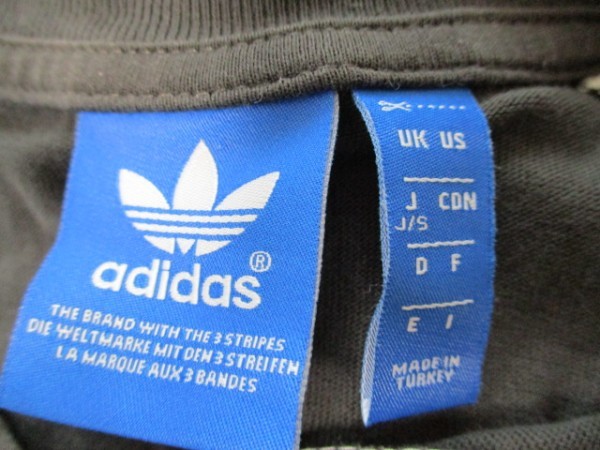 adidas®
THE BRAND WITH THE 3 STRIPES
DIE WELTMARKE MIT DEN 3 STREIFEN
LA MARQUE AUX 3 BANDES
UK US
J CDN
J/S
D F
E I
MADE IN
TURKEY